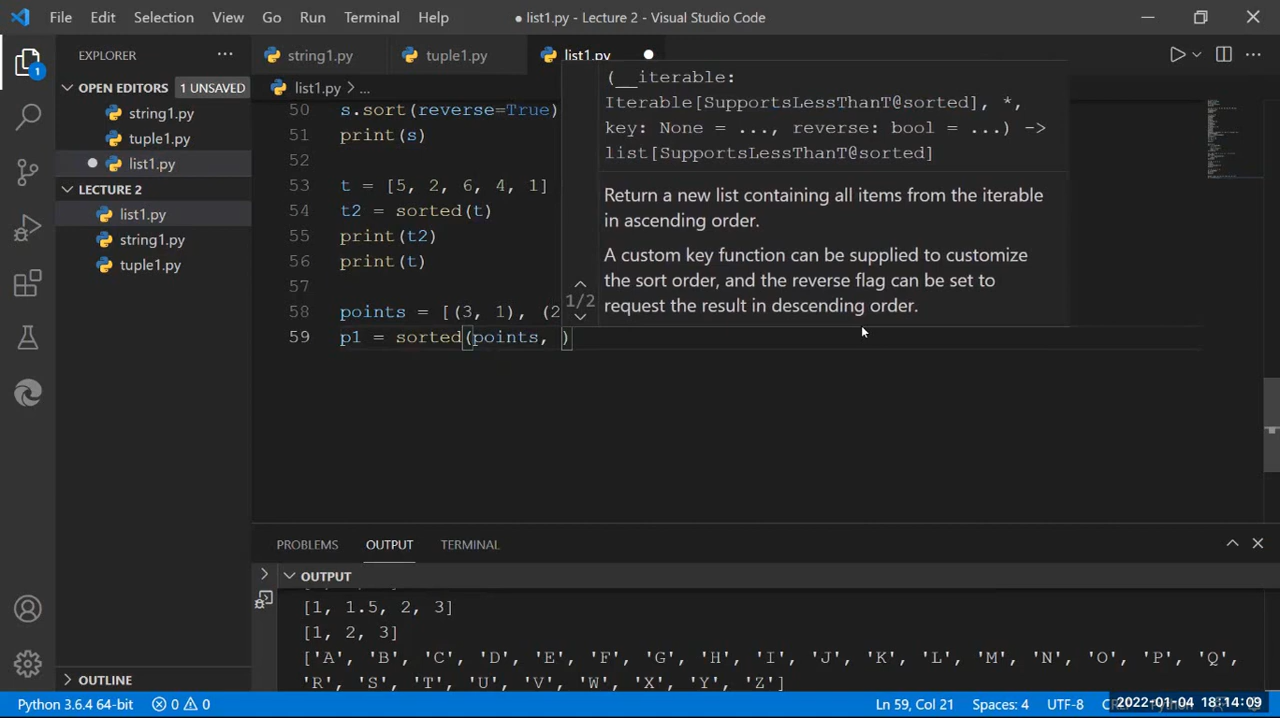 File Edit Selection View Go Run Terminal Help
● list1.py - Lecture 2 - Visual Studio Code
EXPLORER ...
string1.py tuple1.py list1.py
OPEN EDITORS 1 UNSAVED
string1.py
tuple1.py
list1.py
LECTURE 2
list1.py
string1.py
tuple1.py
OUTLINE
list1.py > ...
50 s.sort(reverse=True)
51 print(s)
52
53 t = [5, 2, 6, 4, 1]
54 t2 = sorted(t)
55 print(t2)
56 print(t)
57
58 points = [(3, 1), (2
59 p1 = sorted(points, )
(__iterable:
Iterable[SupportsLessThanT@sorted], *,
key: None = ..., reverse: bool = ...) ->
list[SupportsLessThanT@sorted]
Return a new list containing all items from the iterable
in ascending order.
A custom key function can be supplied to customize
the sort order, and the reverse flag can be set to
request the result in descending order.
1/2
PROBLEMS OUTPUT TERMINAL
OUTPUT
[1, 1.5, 2, 3]
[1, 2, 3]
['A', 'B', 'C', 'D', 'E', 'F', 'G', 'H', 'I', 'J', 'K', 'L', 'M', 'N', 'O', 'P', 'Q',
'R', 'S', 'T', 'U', 'V', 'W', 'X', 'Y', 'Z']
1
Python 3.6.4 64-bit 0 0 Ln 59, Col 21 Spaces: 4 UTF-8
2022-01-04 18:14:09